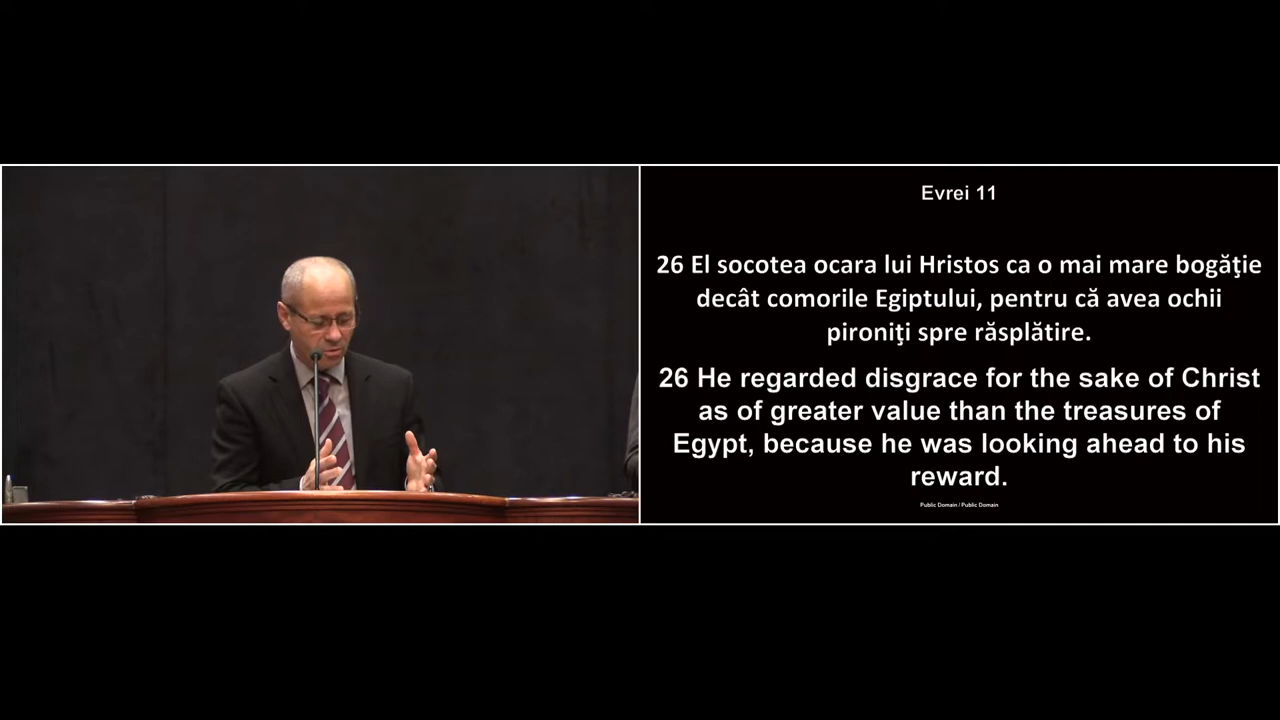 Evrei 11
26 El socotea ocara lui Hristos ca o mai mare bogăţie
decât comorile Egiptului, pentru că avea ochii
pironiţi spre răsplătire.
26 He regarded disgrace for the sake of Christ
as of greater value than the treasures of
Egypt, because he was looking ahead to his
reward.
Public Domain / Public Domain